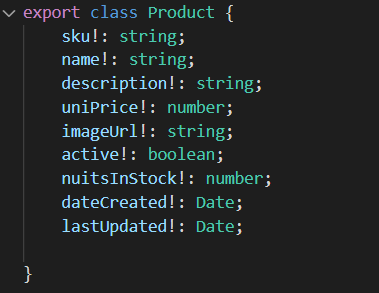 export class Product {
sku!: string;
name!: string;
description!: string;
uniPrice!: number;
imageUrl!: string;
active!: boolean;
nuitsInStock!: number;
dateCreated!: Date;
lastUpdated!: Date;
}